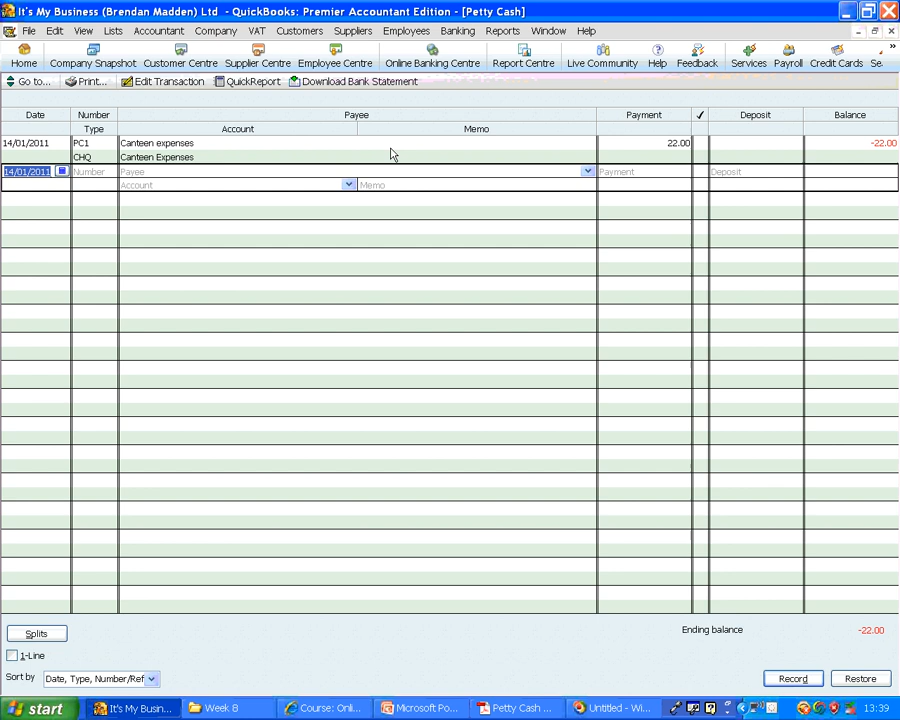 It's My Business (Brendan Madden) Ltd - QuickBooks: Premier Accountant Edition - [Petty Cash]
File Edit View Lists Accountant Company VAT Customers Suppliers Employees Banking Reports Window Help
Home Company Snapshot Customer Centre Supplier Centre Employee Centre Online Banking Centre Report Centre Live Community Help Feedback Services Payroll Credit Cards Se.
Go to... Print... Edit Transaction QuickReport Download Bank Statement
Date Number Payee Payment ✓ Deposit Balance
Type Account Memo
14/01/2011 PC1 Canteen expenses 22.00 -22.00
CHQ Canteen Expenses
14/01/2011 Number Payee Payment Deposit
Account Memo
Splits Ending balance -22.00
1-Line
Sort by Date, Type, Number/Ref Record Restore
start It's My Busin... Week 8 Course: Onli... Microsoft Po... Petty Cash ... Untitled - Wi... 13:39